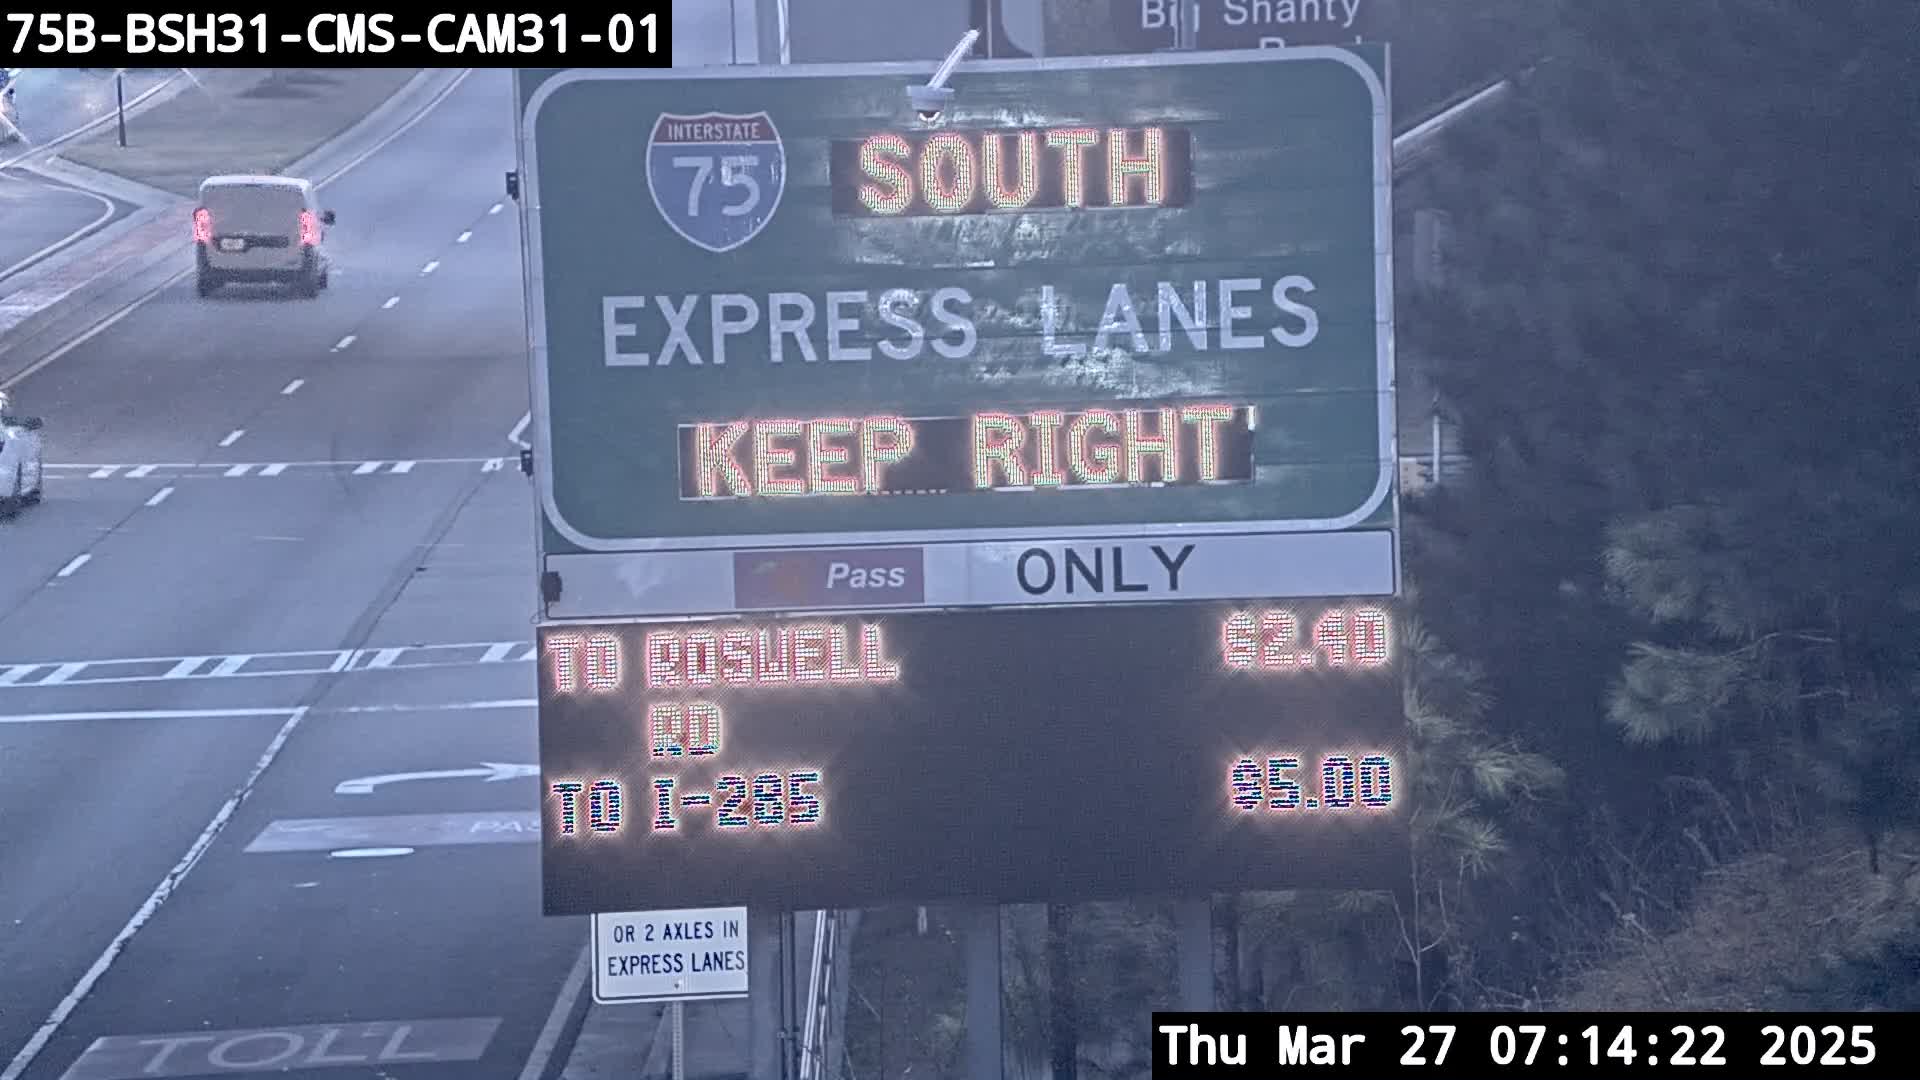 75B-BSH31-CMS-CAM31-01
Big Shanty
INTERSTATE
75
SOUTH
EXPRESS LANES
KEEP RIGHT
Pass ONLY
TO ROSWELL $2.40
RD
TO I-285 $5.00
OR 2 AXLES IN
EXPRESS LANES
TOLL
Thu Mar 27 07:14:22 2025